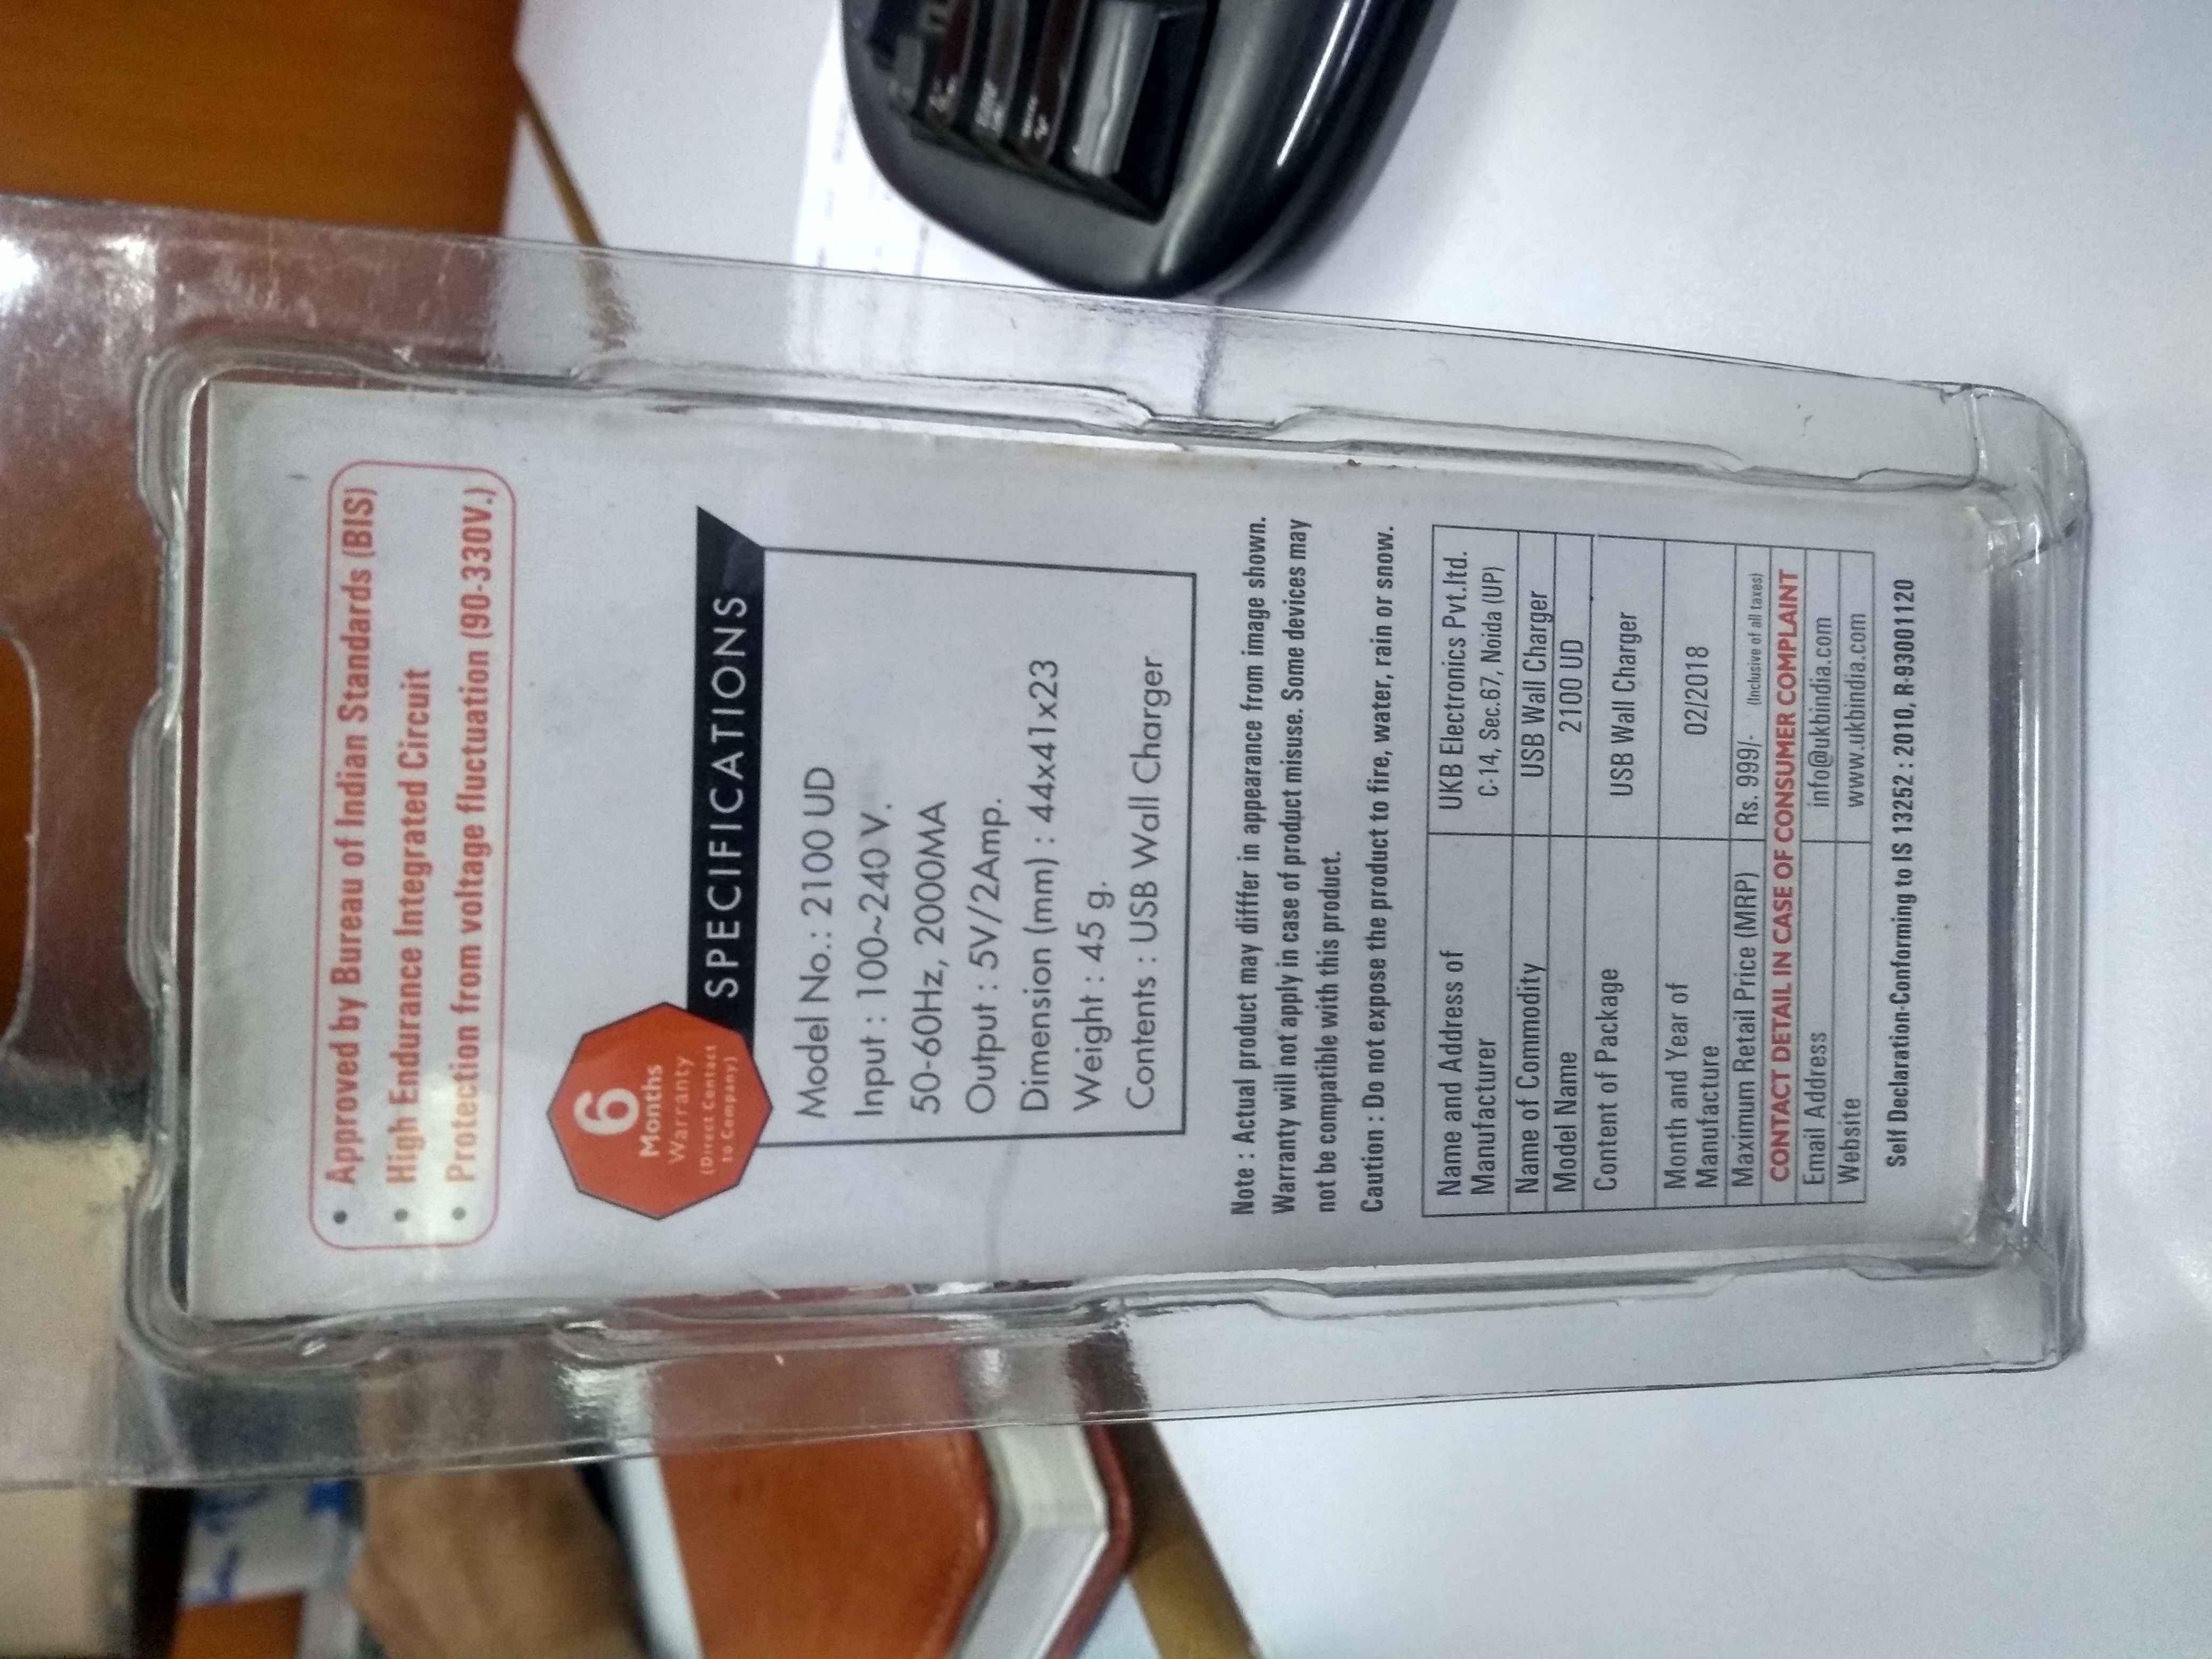 • Approved by Bureau of Indian Standards (BIS)
• High Endurance Integrated Circuit
• Protection from voltage fluctuation (90-330V.)
6
Months
Warranty
(Direct Contact
to Company)
SPECIFICATIONS
Model No.: 2100 UD
Input : 100~240 V.
50-60Hz, 2000MA
Output : 5V/2Amp.
Dimension (mm) : 44x41x23
Weight : 45 g.
Contents : USB Wall Charger
Note : Actual product may difffer in appearance from image shown.
Warranty will not apply in case of product misuse. Some devices may
not be compatible with this product.
Caution : Do not expose the product to fire, water, rain or snow.
Name and Address of
Manufacturer
UKB Electronics Pvt.ltd.
C-14, Sec.67, Noida (UP)
Name of Commodity USB Wall Charger
Model Name 2100 UD
Content of Package USB Wall Charger
Month and Year of
Manufacture
02/2018
Maximum Retail Price (MRP) Rs. 999/- (Inclusive of all taxes)
CONTACT DETAIL IN CASE OF CONSUMER COMPLAINT
Email Address info@ukbindia.com
Website www.ukbindia.com
Self Declaration-Conforming to IS 13252 : 2010, R-93001120